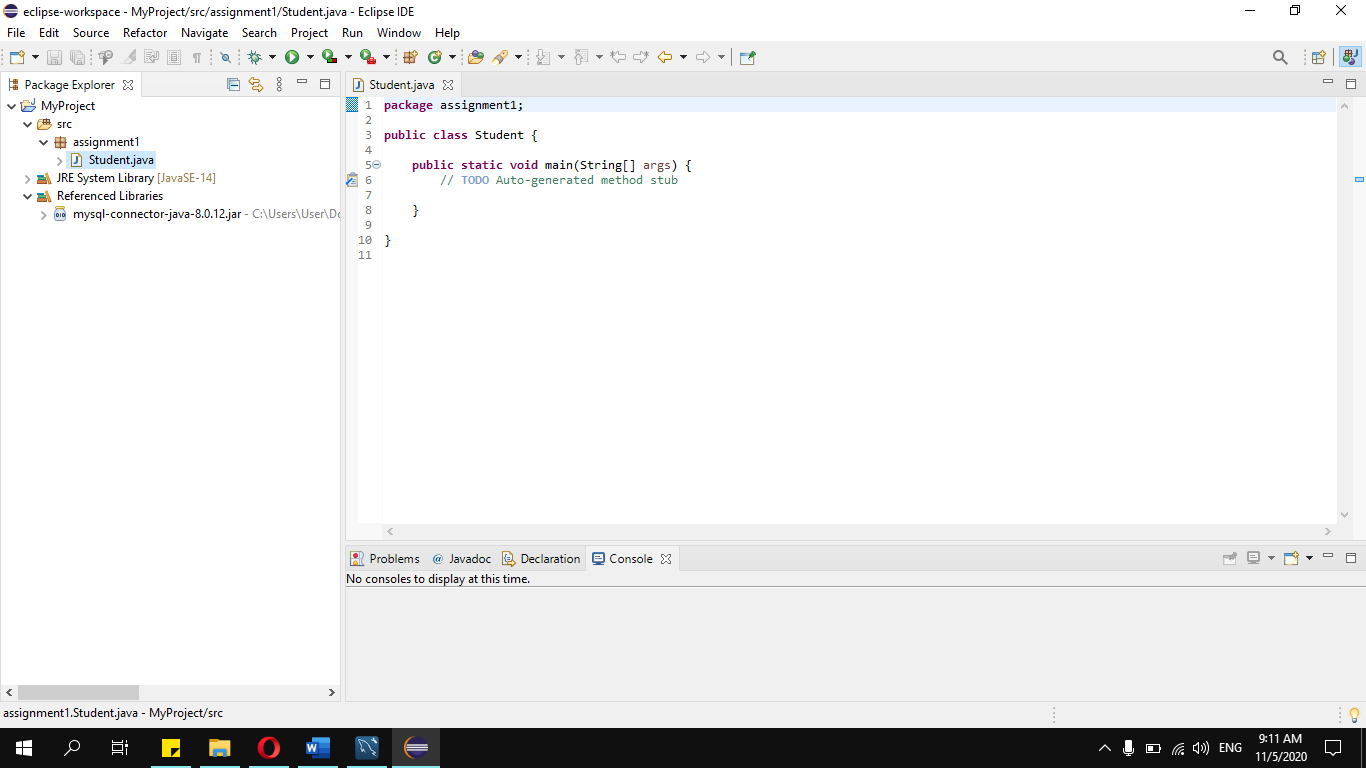 eclipse-workspace - MyProject/src/assignment1/Student.java - Eclipse IDE
File Edit Source Refactor Navigate Search Project Run Window Help
Package Explorer
MyProject
src
assignment1
Student.java
JRE System Library [JavaSE-14]
Referenced Libraries
mysql-connector-java-8.0.12.jar - C:\Users\User\Do
Student.java
1 package assignment1;
2
3 public class Student {
4
5 public static void main(String[] args) {
6 // TODO Auto-generated method stub
7
8 }
9
10 }
11
Problems @ Javadoc Declaration Console
No consoles to display at this time.
assignment1.Student.java - MyProject/src
ENG
9:11 AM
11/5/2020